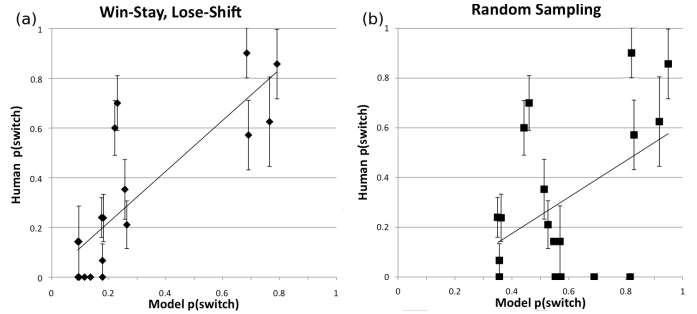 (a)
Win-Stay, Lose-Shift
1
0.8
0.6
0.4
0.2
0
Human p(switch)
0 0.2 0.4 0.6 0.8 1
Model p(switch)
(b)
Random Sampling
1
0.8
0.6
0.4
0.2
0
Human p(switch)
0 0.2 0.4 0.6 0.8 1
Model p(switch)